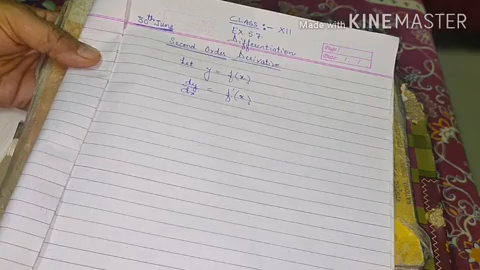 30th June
CLASS :- XII
EX. 5.7
Differentiation
Second Order Derivative
let y = f(x)
dy/dx = f'(x)
Made with KINEMASTER